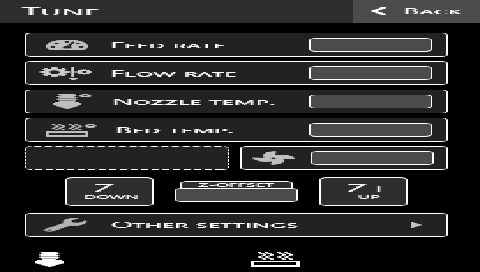 Tune
< Back
Feed rate
Flow rate
Nozzle temp.
Bed temp.
Z DOWN
Z-OFFSET
Z UP
Other settings